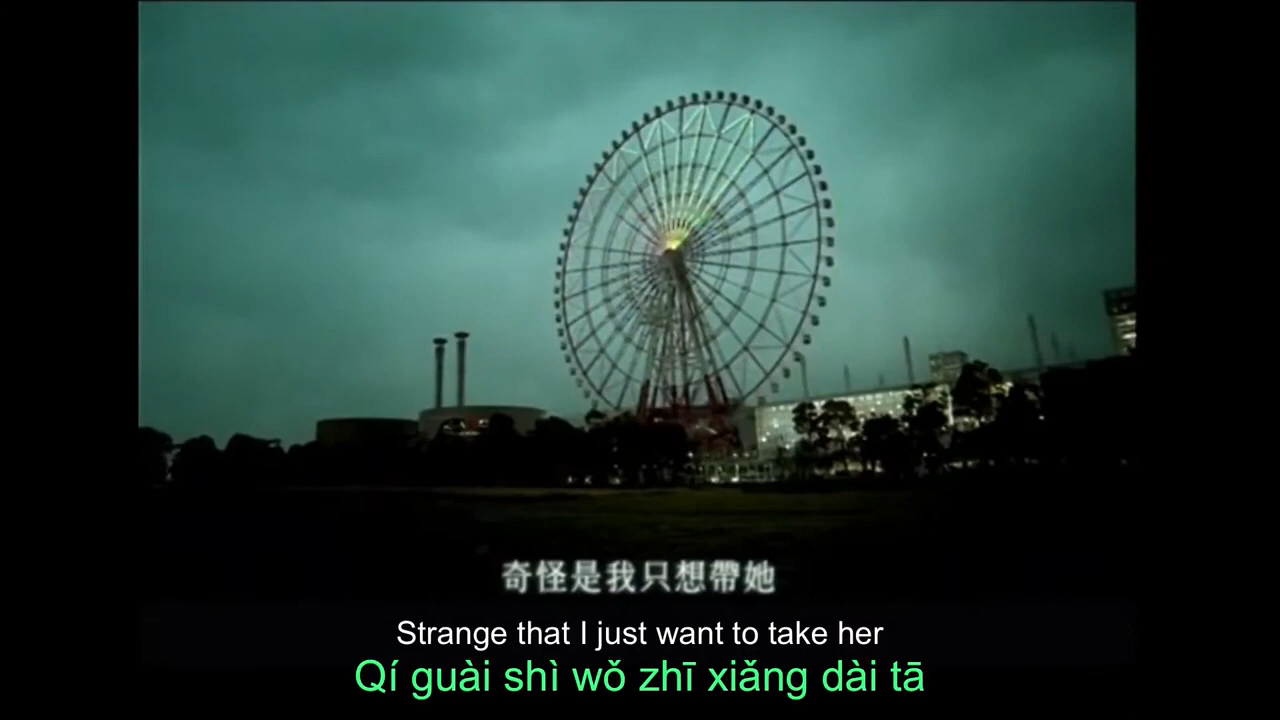 奇怪是我只想帶她
Strange that I just want to take her
Qí guài shì wǒ zhī xiǎng dài tā